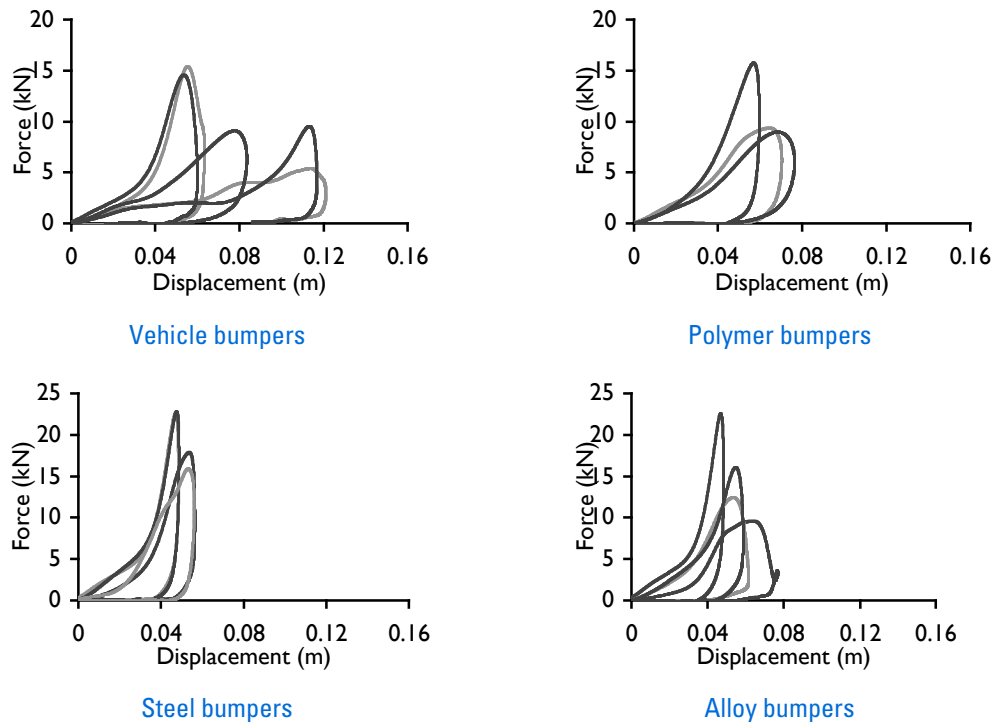 20
15
10
5
0
Force (kN)
0 0.04 0.08 0.12 0.16
Displacement (m)
Vehicle bumpers
20
15
10
5
0
Force (kN)
0 0.04 0.08 0.12 0.16
Displacement (m)
Polymer bumpers
25
20
15
10
5
0
Force (kN)
0 0.04 0.08 0.12 0.16
Displacement (m)
Steel bumpers
25
20
15
10
5
0
Force (kN)
0 0.04 0.08 0.12 0.16
Displacement (m)
Alloy bumpers